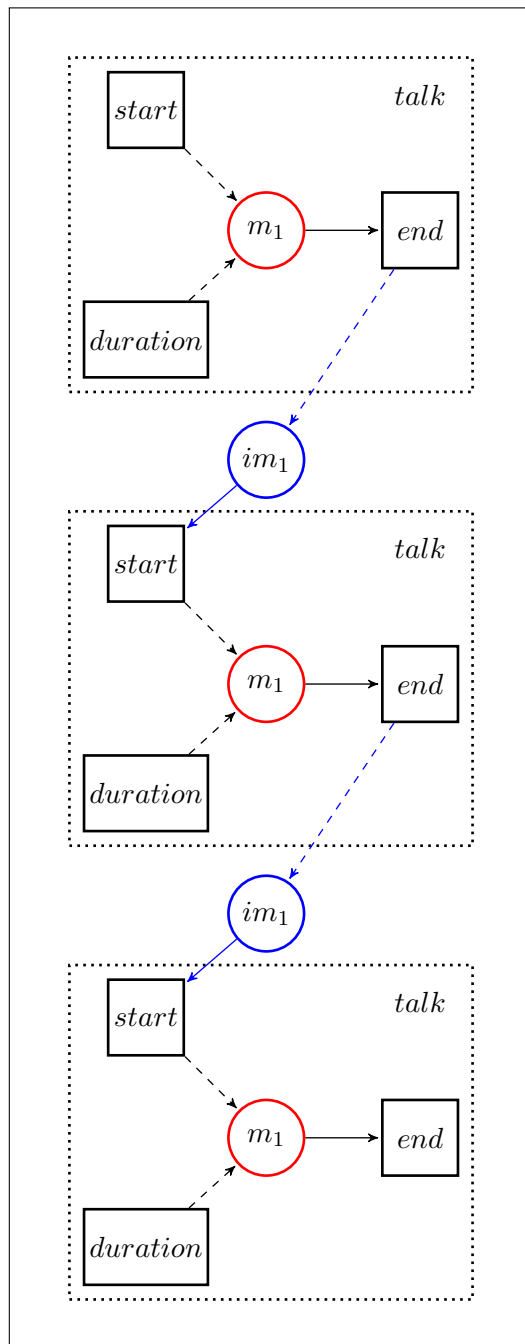 start
talk
m₁
end
duration
im₁
start
talk
m₁
end
duration
im₁
start
talk
m₁
end
duration